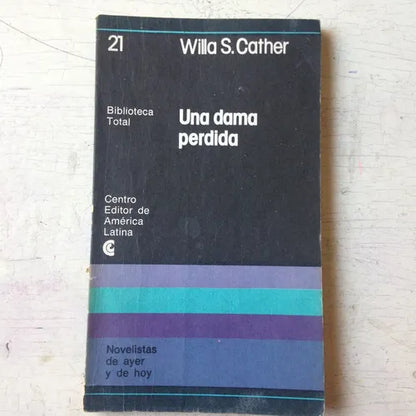 21
Willa S. Cather
Biblioteca
Total
Una dama
perdida
Centro
Editor de
América
Latina
Novelistas
de ayer
y de hoy